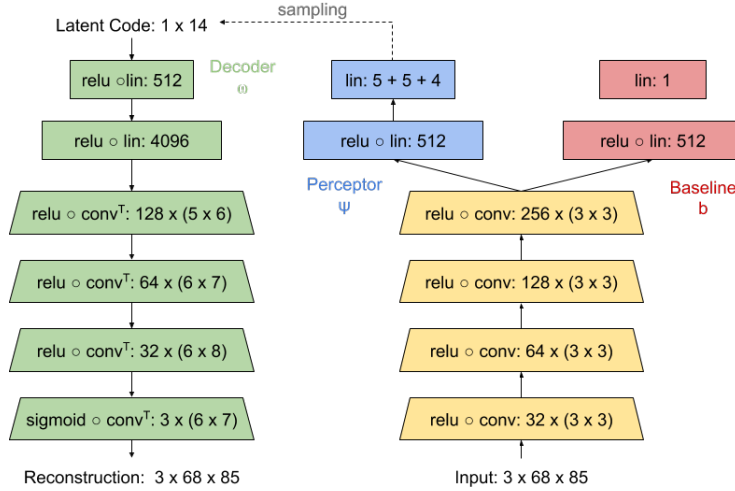 sampling
Latent Code: 1 x 14
relu ○lin: 512
Decoder
relu ○ lin: 4096
relu ○ convᵀ: 128 x (5 x 6)
relu ○ convᵀ: 64 x (6 x 7)
relu ○ convᵀ: 32 x (6 x 8)
sigmoid ○ convᵀ: 3 x (6 x 7)
Reconstruction: 3 x 68 x 85
lin: 5 + 5 + 4
relu ○ lin: 512
Perceptor
ψ
lin: 1
relu ○ lin: 512
Baseline
b
relu ○ conv: 256 x (3 x 3)
relu ○ conv: 128 x (3 x 3)
relu ○ conv: 64 x (3 x 3)
relu ○ conv: 32 x (3 x 3)
Input: 3 x 68 x 85